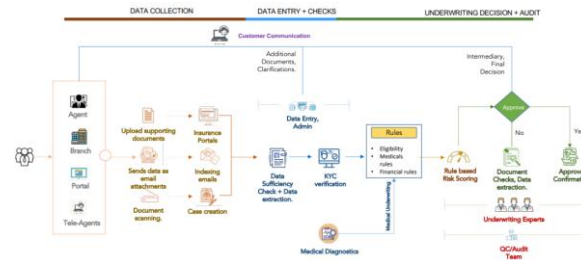 DATA COLLECTION
DATA ENTRY + CHECKS
UNDERWRITING DECISION + AUDIT
Customer Communication
Additional
Documents,
Clarifications.
Intermediary,
Final
Decision
Agent
Branch
Portal
Tele-Agents
Upload supporting
documents
Sends data as
email
attachments
Document
scanning.
Insurance
Portals
Indexing
emails
Case creation
Data Entry,
Admin
Data
Sufficiency
Check + Data
extraction.
KYC
verification
Rules
• Eligibility
• Medicals
rules
• Financial rules
Medical Underwriting
Medical Diagnostics
Rule based
Risk Scoring
Approve
No
Yes
Document
Checks, Data
extraction.
Approve
Confirmat
Underwriting Experts
QC/Audit
Team